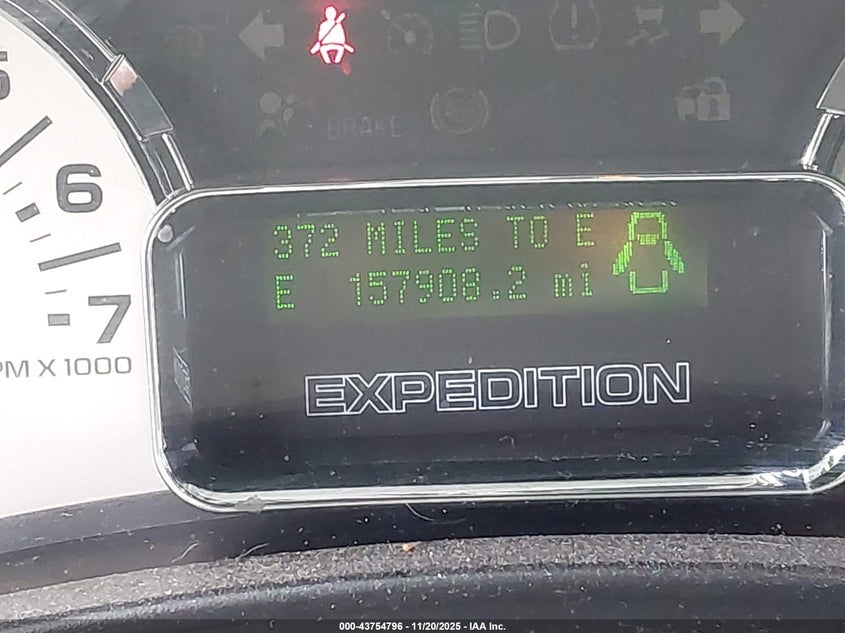 5
6
7
PM X 1000
BRAKE
372 MILES TO E
E 157908.2 mi
EXPEDITION
000-43754796 - 11/20/2025 - IAA Inc.